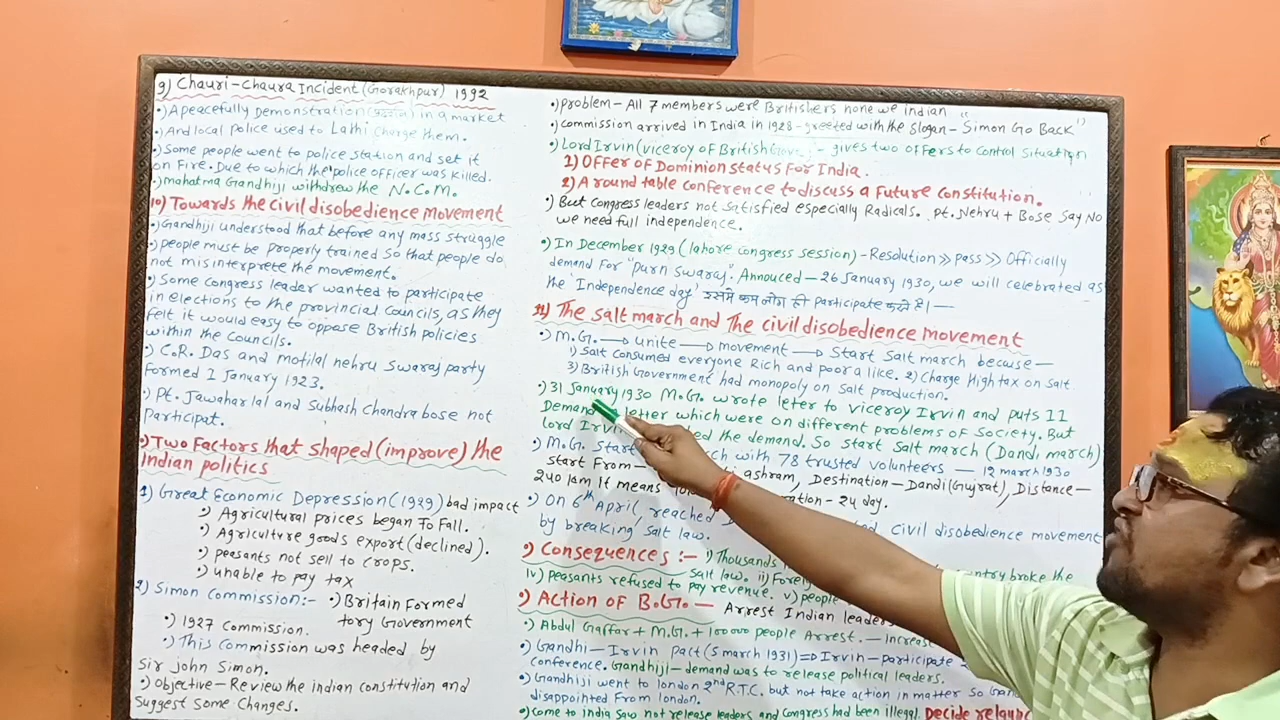 9) Chauri-Chaura Incident (Gorakhpur) 1992
•) A peacefully Demonstration in a market
•) And local Police used to Lathi Charge them.
•) Some people went to police station and set it
on Fire. Due to which the police officer was Killed.
•) mahatma Gandhiji withdrew the N.C.M.
10) Towards the civil disobedience movement
•) Gandhiji understood that before any mass struggle
•) people must be properly trained so that people do
not misinterprete the movement.
•) Some Congress leader wanted to participate
in elections to the provincial Councils, as they
felt it would easy to oppose British policies
within the councils.
•) C.R. Das and motilal nehru Swaraj party
formed 1 January 1923.
•) Pt. Jawaharlal and Subhash Chandra bose not
Participat.
•) Two Factors that shaped (improve) the
Indian politics
1) Great Economic Depression (1939) bad impact
•) Agricultural prices began To Fall.
•) Agriculture goods export (declined).
•) peasants not sell to crops.
•) unable to pay tax
2) Simon Commission:- •) Britain Formed
tory Government
•) 1927 commission.
•) This commission was headed by
Sir john Simon.
•) Objective - Review the indian constitution and
Suggest some changes.
•) problem - All 7 members were Britishers none we indian
•) commission arrived in India in 1928 - greeted with the slogan - "Simon Go Back"
•) Lord Irvin (viceroy of British Govt.) - gives two offers to Control Situation
1) Offer of Dominion status For India.
2) A round table conference to discuss a Future constitution.
•) But Congress leaders not satisfied especially Radicals. pt. Nehru + Bose Say No
we need full independence.
•) In December 1929 (lahore congress session) - Resolution >> pass >> Officially
demand For "purn swaraj". Annouced - 26 January 1930, we will celebrated as
the 'Independence day' इसमें कम लोग ही Participate करते है। -
11) The salt march and The civil disobedience movement
•) M.G. → unite → movement → Start Salt march becuse -
1) Salt consumed everyone Rich and poor a like. 2) Charge High tax on Salt
3) British Government had monopoly on salt production.
•) 31 January 1930 M.G. wrote leter to viceroy Irvin and puts 11
Demand letter which were on different problems of Society. But
Lord Irvi the demand. So start Salt march (Dandi march)
•) M.G. Start rch with 78 trusted volunteers - 12 march 1930
Start From - ashram, Destination - Dandi (Gujrat), Distance -
240 It means - 24 day.
•) On 6th April, reached civil disobedience movement
by breaking salt law.
•) Consequences :- i) Thousands ntry broke the
Salt law. ii) Forei
iv) peasants refused to pay revenue. v) people
•) Action of B.G. - Arrest Indian leaders
•) Abdul Gaffar + M.G. + 100000 people Arrest. - increase
•) Gandhi - Irvin pact (5 march 1931) => Irvin - participate
conference. Gandhiji - demand was to release political leaders.
•) Gandhiji went to london 2nd R.T.C. but not take action in matter so Gan
disappointed From london.
•) come to india saw not release leaders and congress had been illegal. Decide relaunc